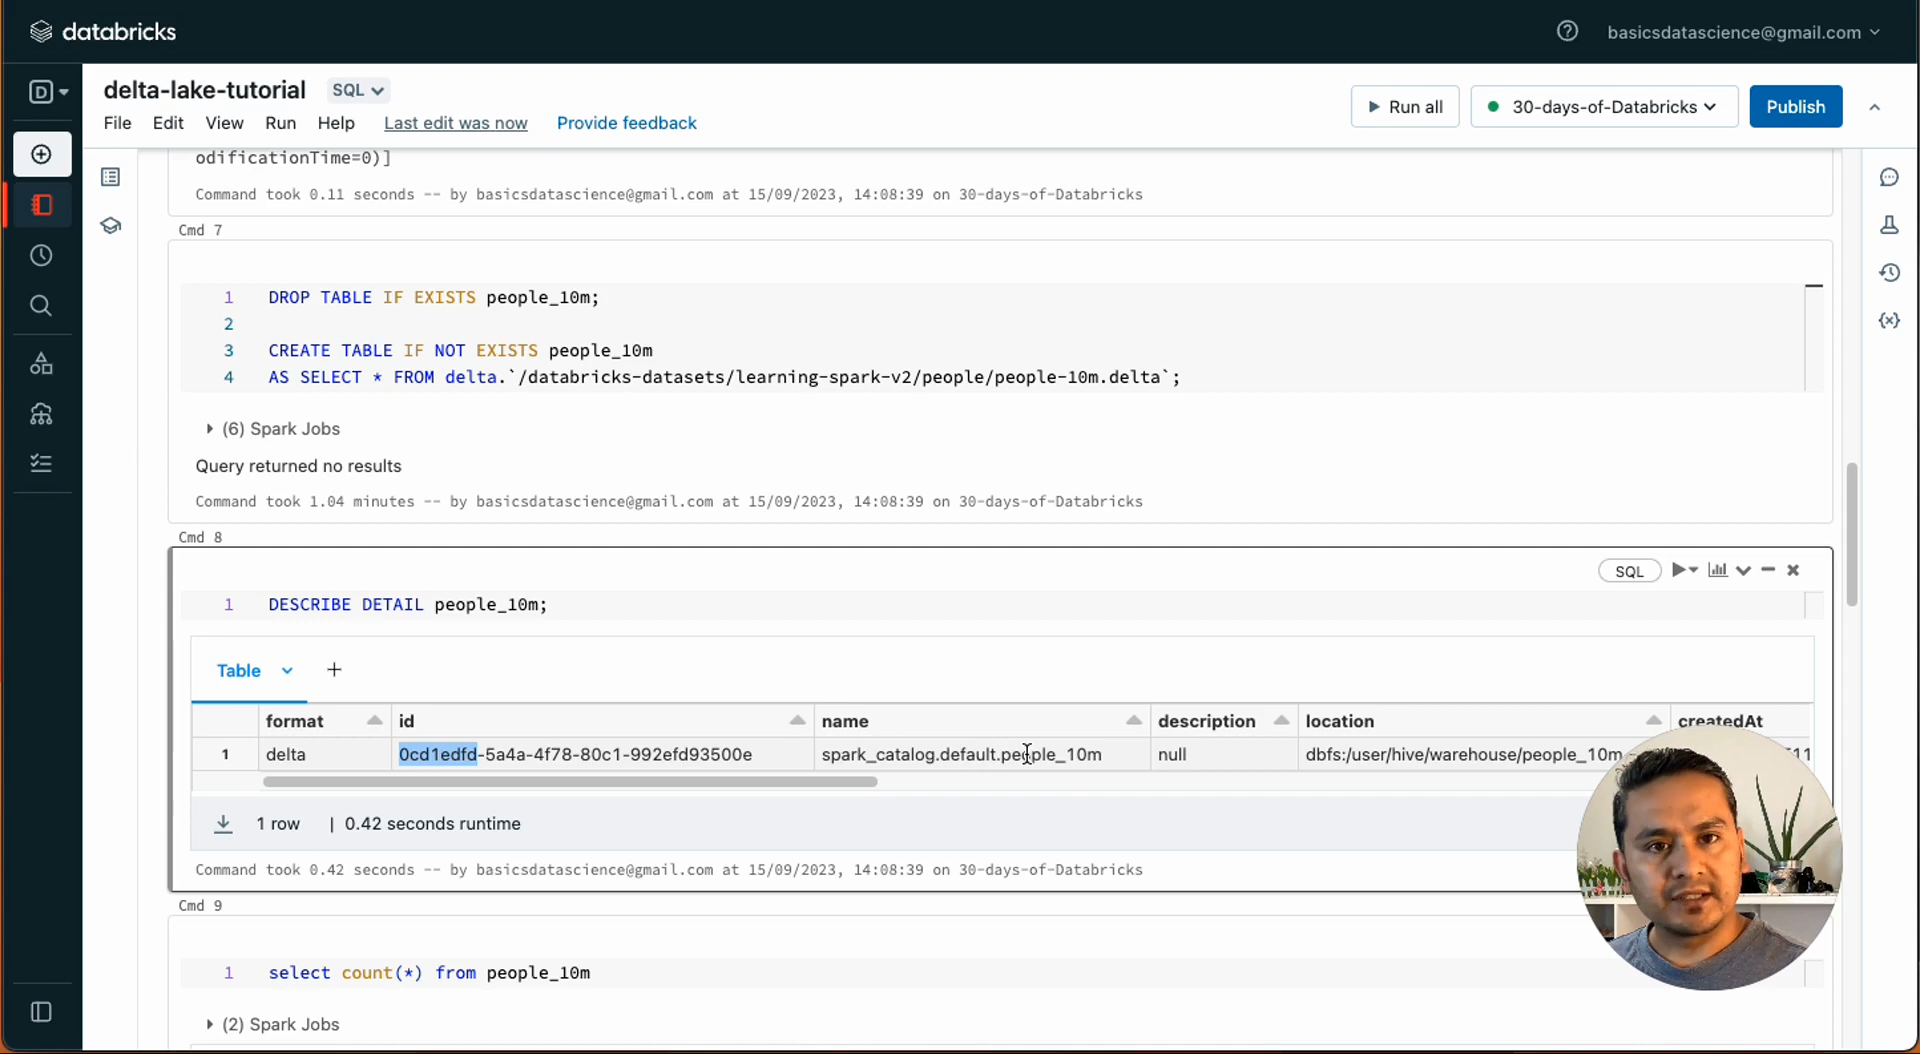 databricks
basicsdatascience@gmail.com
D
delta-lake-tutorial
SQL
File
Edit
View
Run
Help
Last edit was now
Provide feedback
Run all
30-days-of-Databricks
Publish
odificationTime=0)]
Command took 0.11 seconds -- by basicsdatascience@gmail.com at 15/09/2023, 14:08:39 on 30-days-of-Databricks
Cmd 7
1 DROP TABLE IF EXISTS people_10m;
2
3 CREATE TABLE IF NOT EXISTS people_10m
4 AS SELECT * FROM delta.`/databricks-datasets/learning-spark-v2/people/people-10m.delta`;
(6) Spark Jobs
Query returned no results
Command took 1.04 minutes -- by basicsdatascience@gmail.com at 15/09/2023, 14:08:39 on 30-days-of-Databricks
Cmd 8
SQL
1 DESCRIBE DETAIL people_10m;
Table +
format id name description location createdAt
1 delta 0cd1edfd-5a4a-4f78-80c1-992efd93500e spark_catalog.default.people_10m null dbfs:/user/hive/warehouse/people_10m
1 row | 0.42 seconds runtime
Command took 0.42 seconds -- by basicsdatascience@gmail.com at 15/09/2023, 14:08:39 on 30-days-of-Databricks
Cmd 9
1 select count(*) from people_10m
(2) Spark Jobs